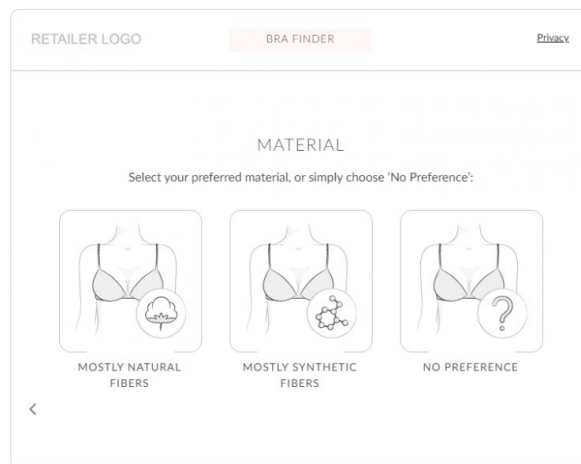 RETAILER LOGO
BRA FINDER
Privacy
MATERIAL
Select your preferred material, or simply choose 'No Preference':
?
MOSTLY NATURAL
FIBERS
MOSTLY SYNTHETIC
FIBERS
NO PREFERENCE